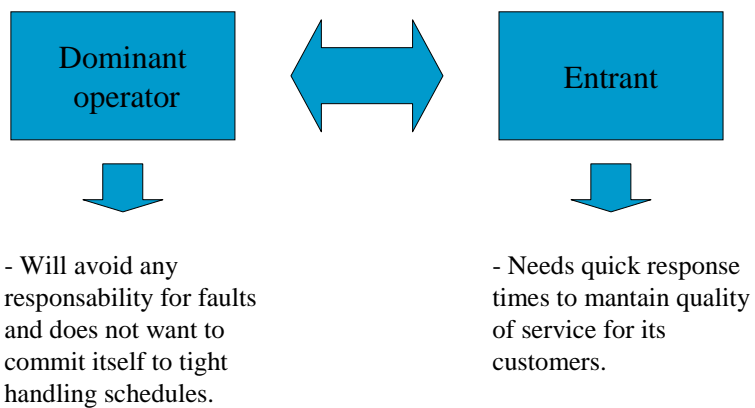 Dominant
operator
Entrant
- Will avoid any
responsability for faults
and does not want to
commit itself to tight
handling schedules.
- Needs quick response
times to mantain quality
of service for its
customers.